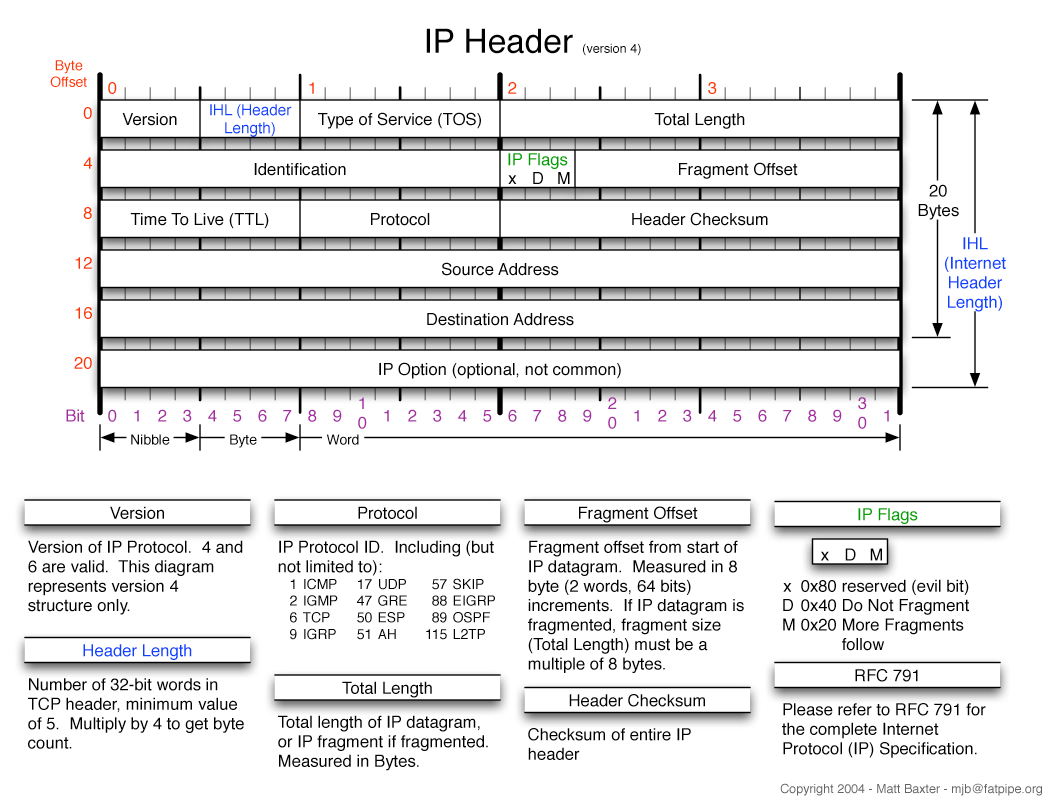 IP Header (version 4)
Byte
Offset
0 1 2 3
0 Version IHL (Header Length) Type of Service (TOS) Total Length
4 Identification IP Flags x D M Fragment Offset
8 Time To Live (TTL) Protocol Header Checksum
12 Source Address
16 Destination Address
20 IP Option (optional, not common)
20
Bytes
IHL
(Internet
Header
Length)
Bit 0 1 2 3 4 5 6 7 8 9 10 1 2 3 4 5 6 7 8 9 20 1 2 3 4 5 6 7 8 9 30 1
Nibble Byte Word
Version
Version of IP Protocol. 4 and
6 are valid. This diagram
represents version 4
structure only.
Header Length
Number of 32-bit words in
TCP header, minimum value
of 5. Multiply by 4 to get byte
count.
Protocol
IP Protocol ID. Including (but
not limited to):
1 ICMP 17 UDP 57 SKIP
2 IGMP 47 GRE 88 EIGRP
6 TCP 50 ESP 89 OSPF
9 IGRP 51 AH 115 L2TP
Total Length
Total length of IP datagram,
or IP fragment if fragmented.
Measured in Bytes.
Fragment Offset
Fragment offset from start of
IP datagram. Measured in 8
byte (2 words, 64 bits)
increments. If IP datagram is
fragmented, fragment size
(Total Length) must be a
multiple of 8 bytes.
Header Checksum
Checksum of entire IP
header
IP Flags
x D M
x 0x80 reserved (evil bit)
D 0x40 Do Not Fragment
M 0x20 More Fragments
follow
RFC 791
Please refer to RFC 791 for
the complete Internet
Protocol (IP) Specification.
Copyright 2004 - Matt Baxter - mjb@fatpipe.org